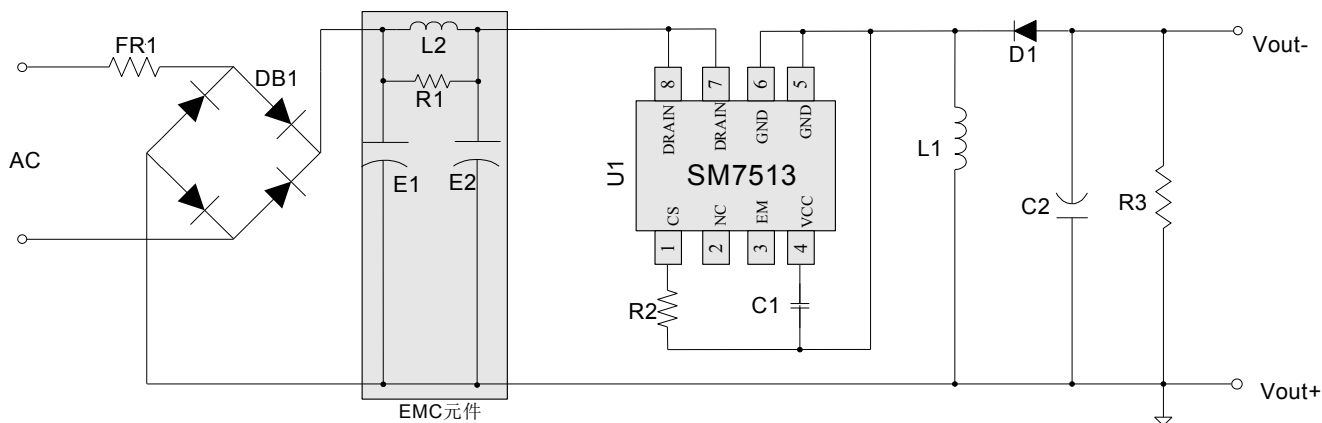 FR1
DB1
AC
L2
R1
E1
E2
EMC元件
U1
SM7513
8
7
6
5
DRAIN
DRAIN
GND
GND
CS
NC
EM
VCC
1
2
3
4
R2
C1
L1
D1
C2
R3
Vout-
Vout+